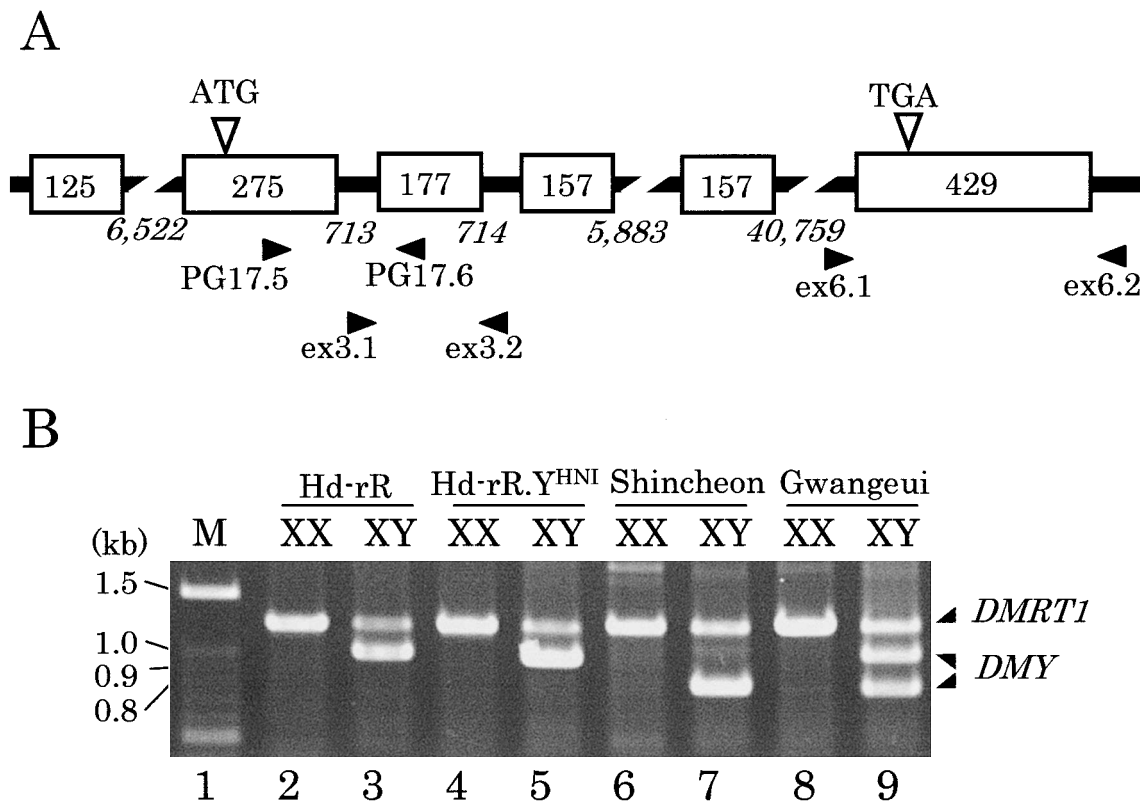 A
ATG
TGA
125
275
177
157
157
429
6,522
713
714
5,883
40,759
PG17.5
PG17.6
ex6.1
ex6.2
ex3.1
ex3.2
B
Hd-rR
Hd-rR.Y^HNI
Shincheon
Gwangeui
(kb)
M
XX
XY
XX
XY
XX
XY
XX
XY
1.5
1.0
0.9
0.8
DMRT1
DMY
1 2 3 4 5 6 7 8 9